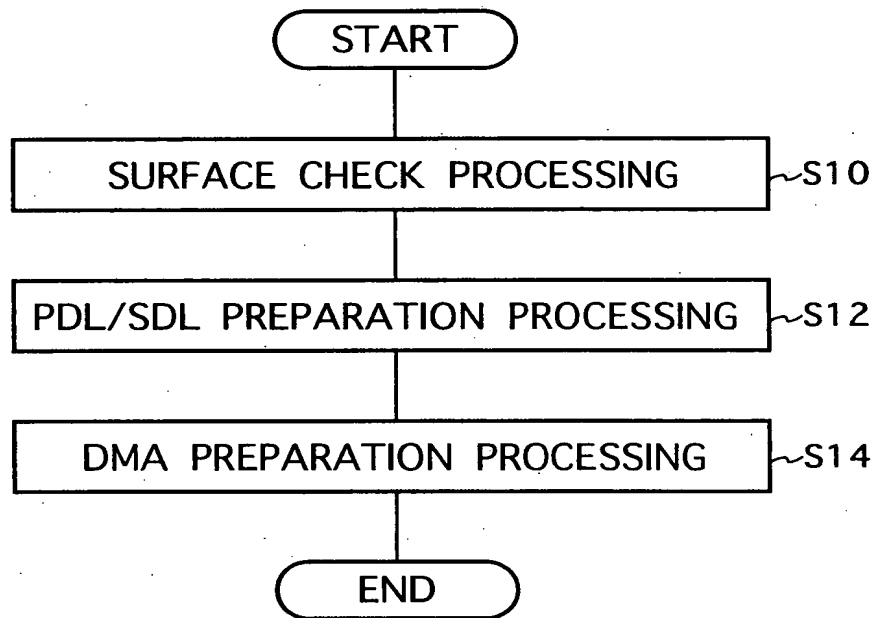 START
SURFACE CHECK PROCESSING S10
PDL/SDL PREPARATION PROCESSING S12
DMA PREPARATION PROCESSING S14
END